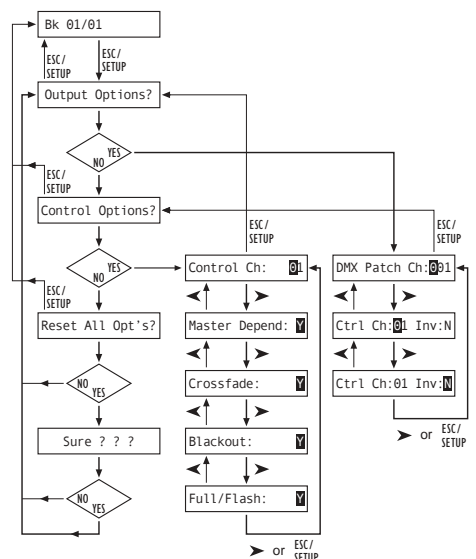 Bk 01/01
ESC/
SETUP
ESC/
SETUP
Output Options?
YES
NO
ESC/
SETUP
Control Options?
YES
NO
ESC/
SETUP
Reset All Opt's?
NO
YES
Sure ? ? ?
NO
YES
ESC/
SETUP
Control Ch: 01
Master Depend: Y
Crossfade: Y
Blackout: Y
Full/Flash: Y
➤ or ESC/
SETUP
ESC/
SETUP
DMX Patch Ch:001
Ctrl Ch:01 Inv:N
Ctrl Ch:01 Inv:N
➤ or ESC/
SETUP